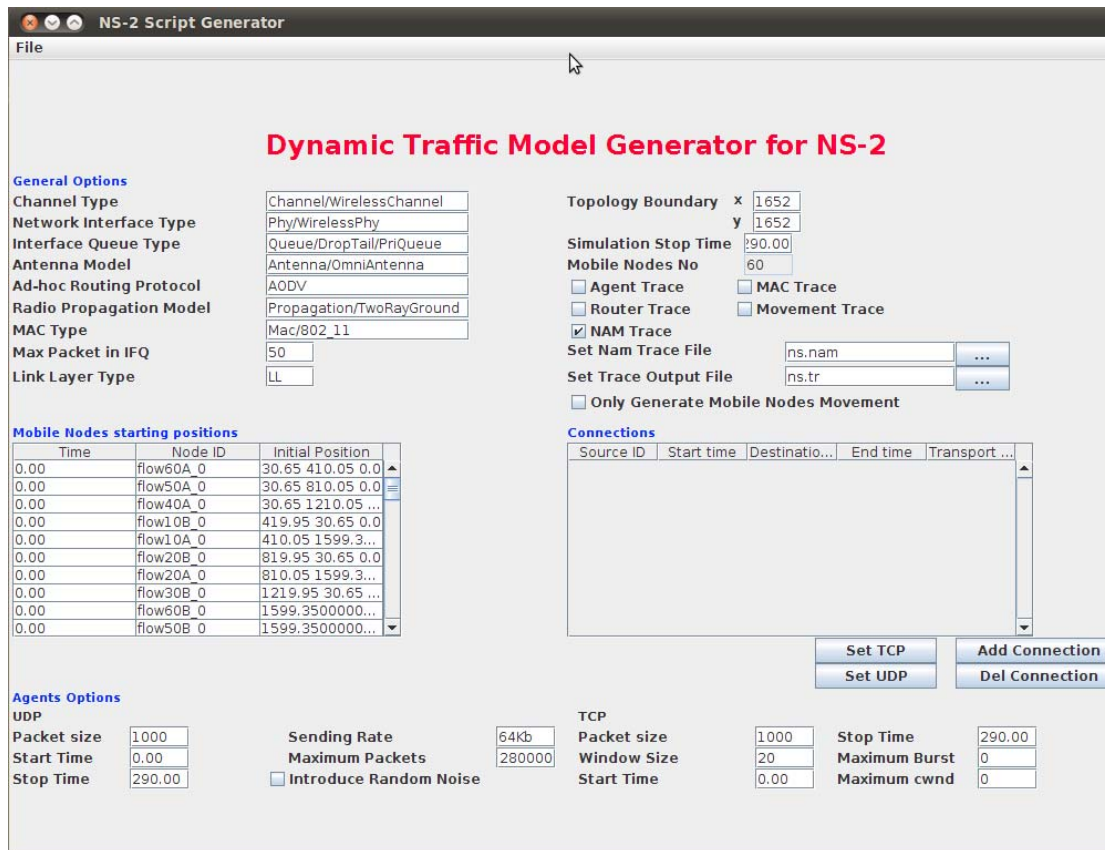 NS-2 Script Generator
File
Dynamic Traffic Model Generator for NS-2
General Options
Channel Type Channel/WirelessChannel
Network Interface Type Phy/WirelessPhy
Interface Queue Type Queue/DropTail/PriQueue
Antenna Model Antenna/OmniAntenna
Ad-hoc Routing Protocol AODV
Radio Propagation Model Propagation/TwoRayGround
MAC Type Mac/802_11
Max Packet in IFQ 50
Link Layer Type LL
Topology Boundary x 1652
y 1652
Simulation Stop Time 290.00
Mobile Nodes No 60
Agent Trace MAC Trace
Router Trace Movement Trace
NAM Trace
Set Nam Trace File ns.nam ...
Set Trace Output File ns.tr ...
Only Generate Mobile Nodes Movement
Mobile Nodes starting positions
Time Node ID Initial Position
0.00 flow60A_0 30.65 410.05 0.0
0.00 flow50A_0 30.65 810.05 0.0
0.00 flow40A_0 30.65 1210.05 ...
0.00 flow10B_0 419.95 30.65 0.0
0.00 flow10A_0 410.05 1599.3...
0.00 flow20B_0 819.95 30.65 0.0
0.00 flow20A_0 810.05 1599.3...
0.00 flow30B_0 1219.95 30.65 ...
0.00 flow60B_0 1599.3500000...
0.00 flow50B_0 1599.3500000...
Connections
Source ID Start time Destinatio... End time Transport ...
Set TCP Add Connection
Set UDP Del Connection
Agents Options
UDP
Packet size 1000 Sending Rate 64Kb
Start Time 0.00 Maximum Packets 280000
Stop Time 290.00 Introduce Random Noise
TCP
Packet size 1000 Stop Time 290.00
Window Size 20 Maximum Burst 0
Start Time 0.00 Maximum cwnd 0